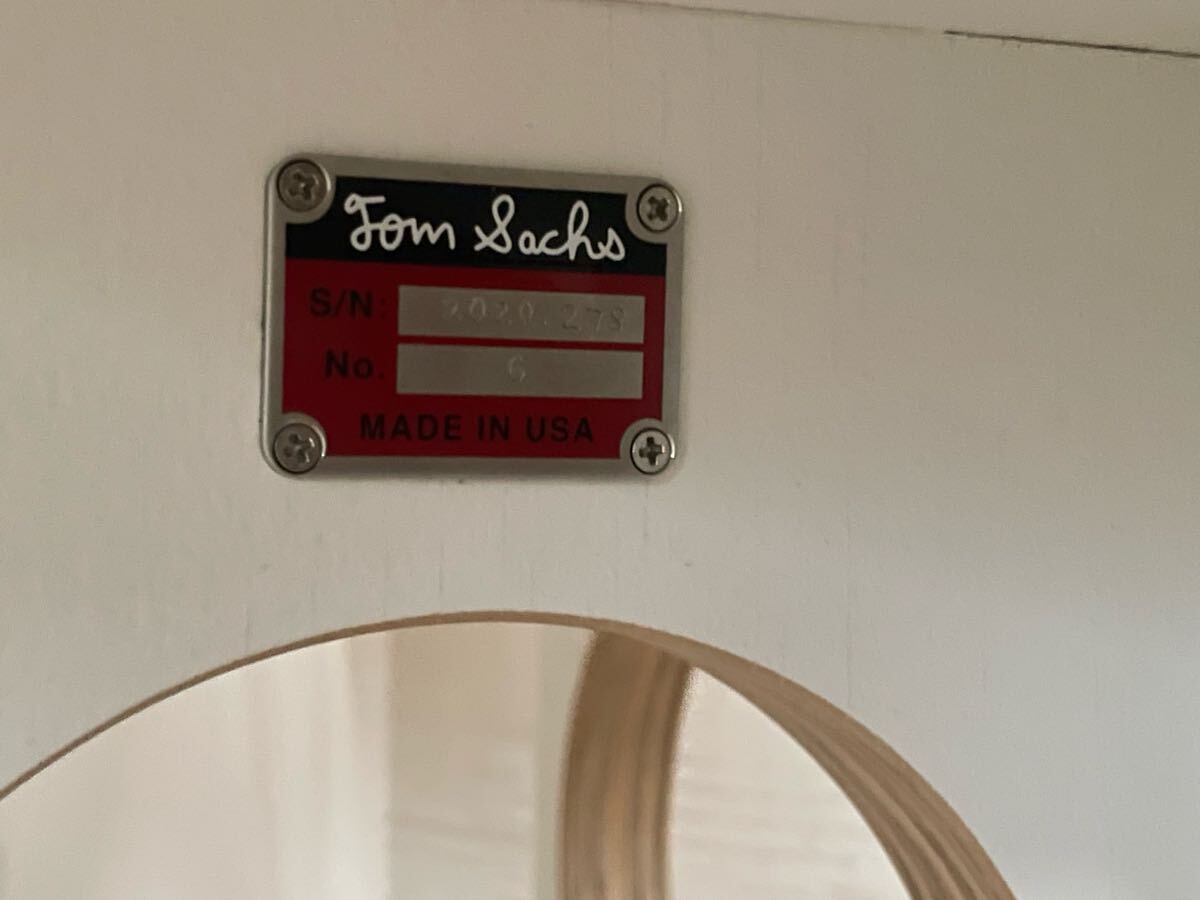 Tom Sachs
S/N: 2020.278
No. 6
MADE IN USA